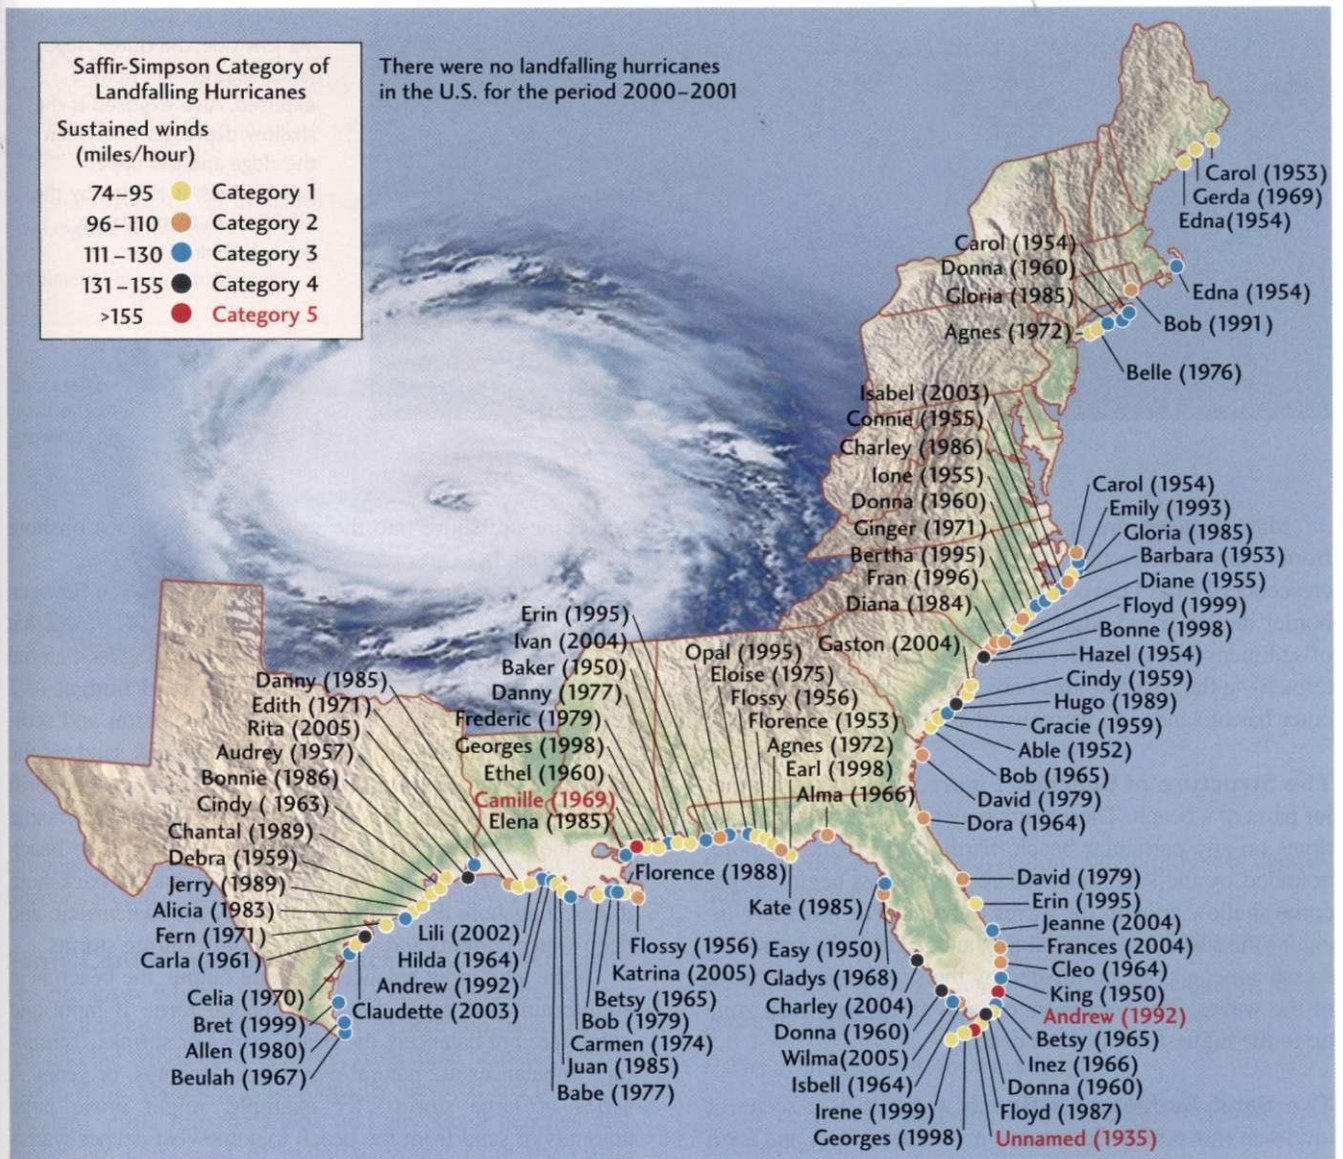 Saffir-Simpson Category of
Landfalling Hurricanes
Sustained winds
(miles/hour)
74–95 Category 1
96–110 Category 2
111–130 Category 3
131–155 Category 4
>155 Category 5
There were no landfalling hurricanes
in the U.S. for the period 2000–2001
Carol (1953)
Gerda (1969)
Edna(1954)
Carol (1954)
Donna (1960)
Gloria (1985)
Agnes (1972)
Edna (1954)
Bob (1991)
Belle (1976)
Isabel (2003)
Connie (1955)
Charley (1986)
Ione (1955)
Donna (1960)
Ginger (1971)
Bertha (1995)
Fran (1996)
Diana (1984)
Gaston (2004)
Carol (1954)
Emily (1993)
Gloria (1985)
Barbara (1953)
Diane (1955)
Floyd (1999)
Bonne (1998)
Hazel (1954)
Cindy (1959)
Hugo (1989)
Gracie (1959)
Able (1952)
Bob (1965)
David (1979)
Dora (1964)
Erin (1995)
Ivan (2004)
Baker (1950)
Danny (1977)
Frederic (1979)
Georges (1998)
Ethel (1960)
Camille (1969)
Elena (1985)
Opal (1995)
Eloise (1975)
Flossy (1956)
Florence (1953)
Agnes (1972)
Earl (1998)
Alma (1966)
Danny (1985)
Edith (1971)
Rita (2005)
Audrey (1957)
Bonnie (1986)
Cindy ( 1963)
Chantal (1989)
Debra (1959)
Jerry (1989)
Alicia (1983)
Fern (1971)
Carla (1961)
Celia (1970)
Bret (1999)
Allen (1980)
Beulah (1967)
Claudette (2003)
Lili (2002)
Hilda (1964)
Andrew (1992)
Florence (1988)
Flossy (1956)
Katrina (2005)
Betsy (1965)
Bob (1979)
Carmen (1974)
Juan (1985)
Babe (1977)
Kate (1985)
Easy (1950)
Gladys (1968)
Charley (2004)
Donna (1960)
Wilma(2005)
Isbell (1964)
Irene (1999)
Georges (1998)
David (1979)
Erin (1995)
Jeanne (2004)
Frances (2004)
Cleo (1964)
King (1950)
Andrew (1992)
Betsy (1965)
Inez (1966)
Donna (1960)
Floyd (1987)
Unnamed (1935)